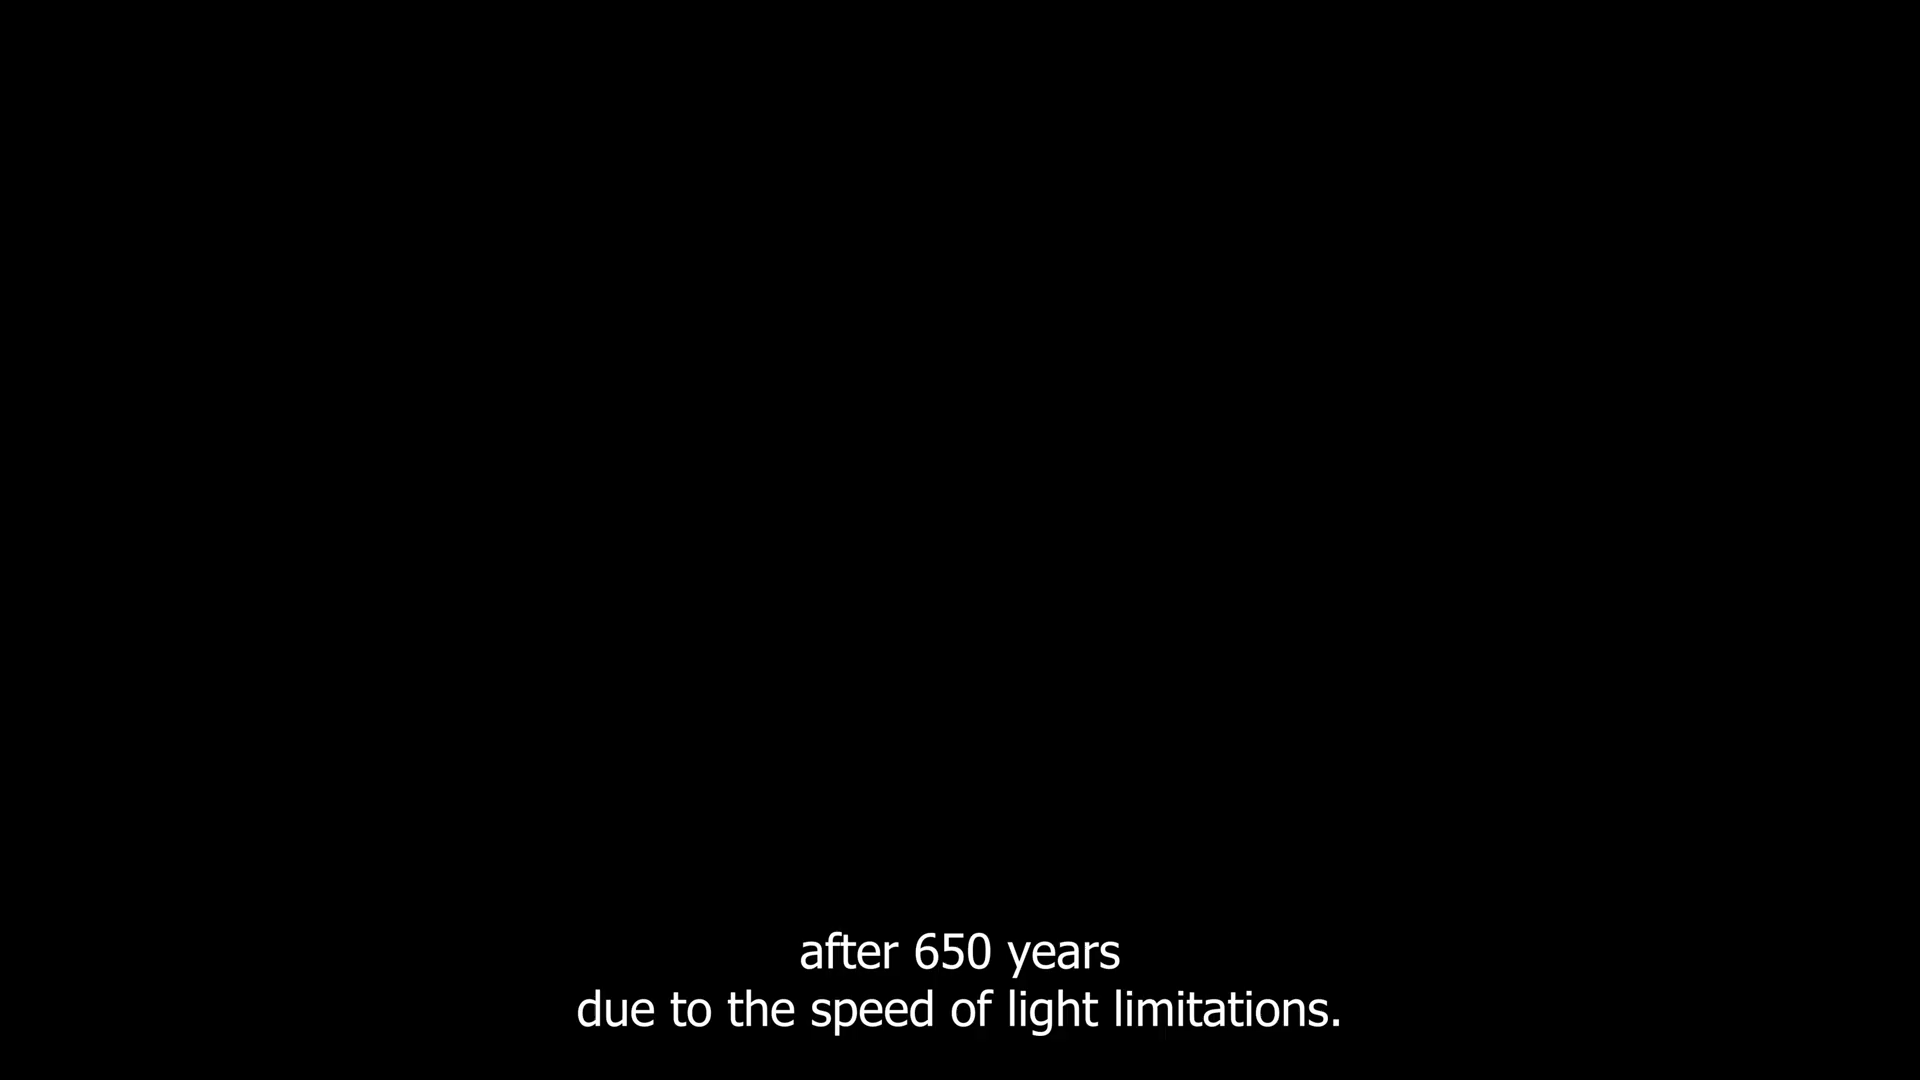 after 650 years
due to the speed of light limitations.